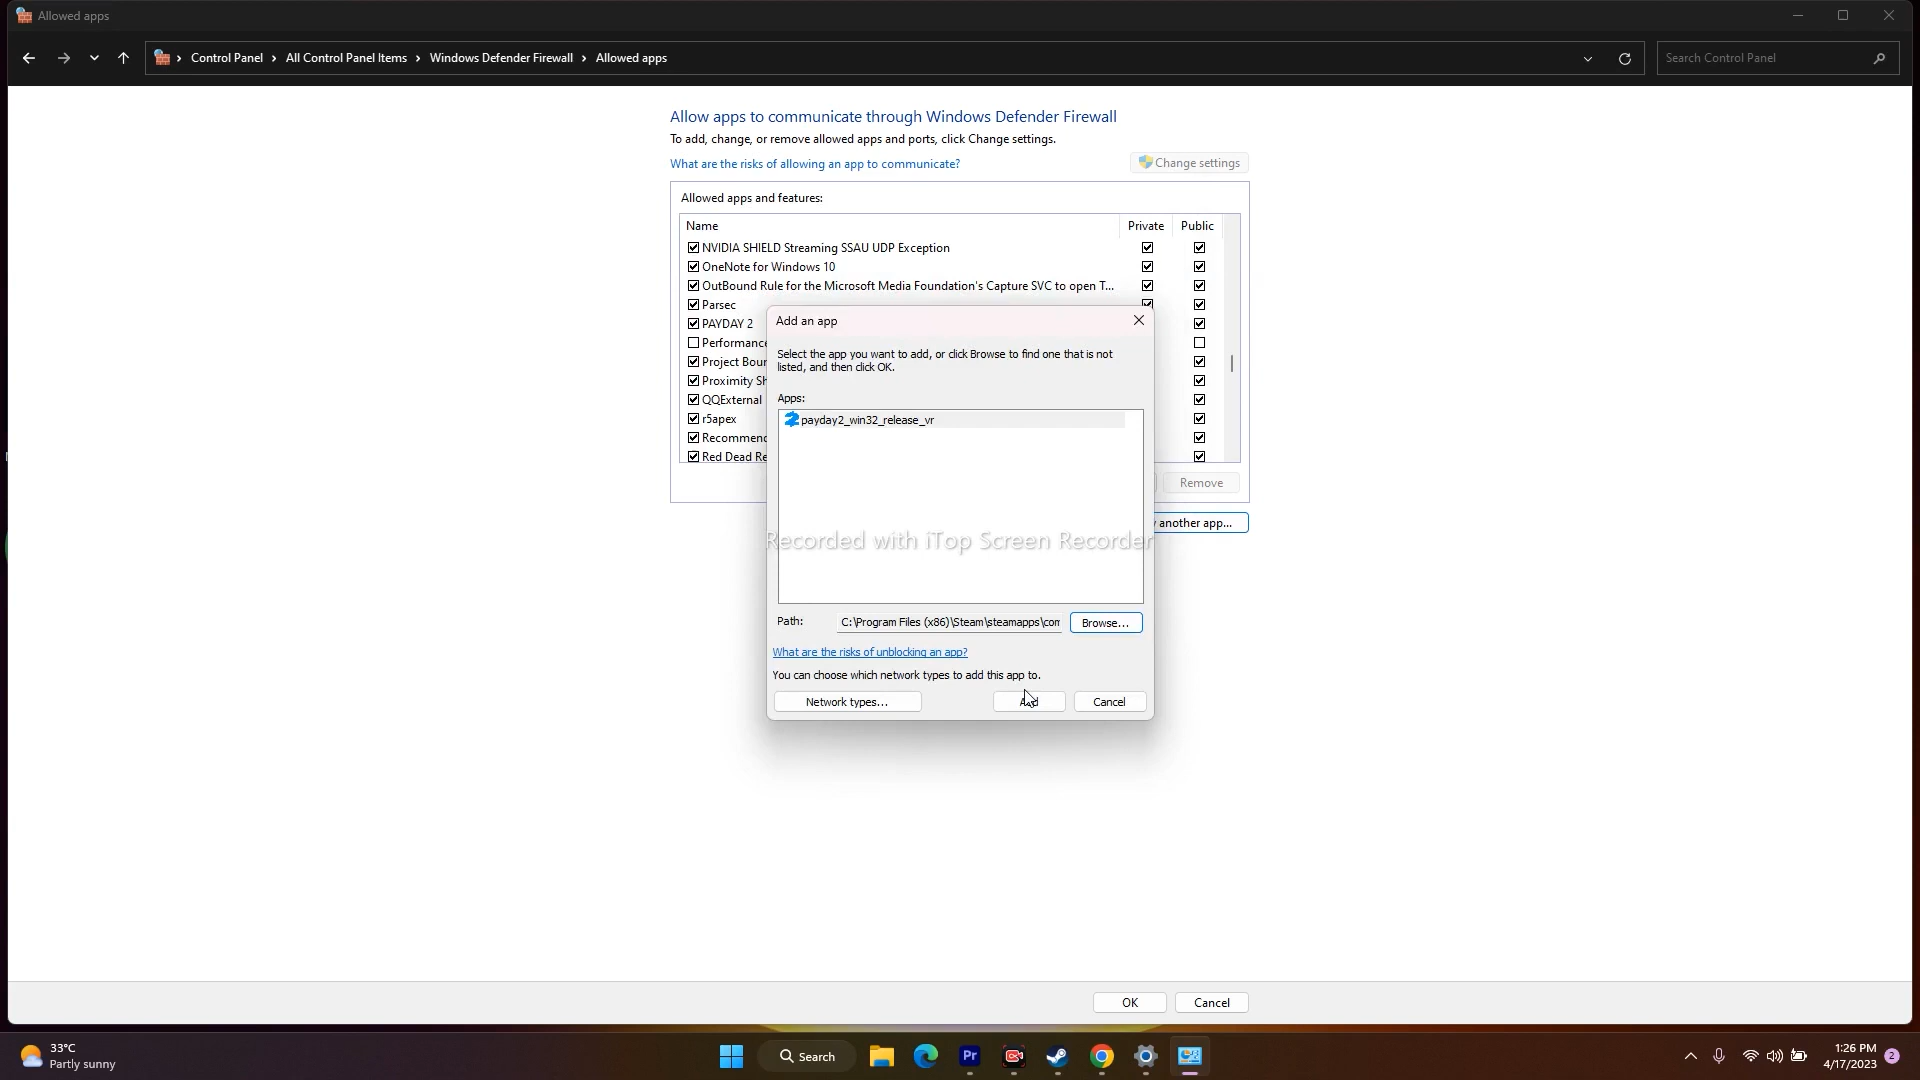 Allowed apps
Control Panel > All Control Panel Items > Windows Defender Firewall > Allowed apps
Search Control Panel
Allow apps to communicate through Windows Defender Firewall
To add, change, or remove allowed apps and ports, click Change settings.
What are the risks of allowing an app to communicate?
Change settings
Allowed apps and features:
Name Private Public
NVIDIA SHIELD Streaming SSAU UDP Exception
OneNote for Windows 10
OutBound Rule for the Microsoft Media Foundation's Capture SVC to open T...
Parsec
PAYDAY 2
Performance
Project Boun
Proximity Sh
QQExternal
r5apex
Recommend
Red Dead Re
Remove
another app...
Add an app
Select the app you want to add, or click Browse to find one that is not
listed, and then click OK.
Apps:
payday2_win32_release_vr
Recorded with iTop Screen Recorder
Path: C:\Program Files (x86)\Steam\steamapps\com Browse...
What are the risks of unblocking an app?
You can choose which network types to add this app to.
Network types... Add Cancel
OK Cancel
33°C
Partly sunny
Search
Pr
1:26 PM
4/17/2023
2